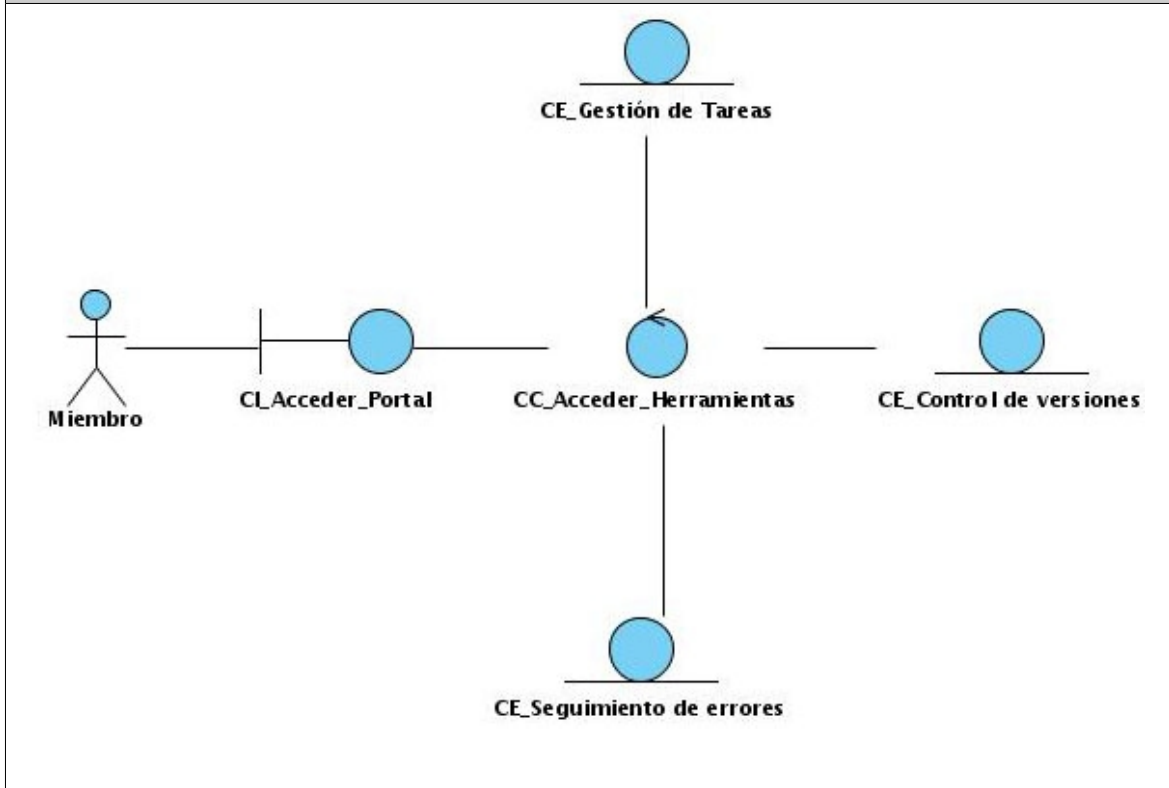 CE_Gestión de Tareas
Miembro
CI_Acceder_Portal
CC_Acceder_Herramientas
CE_Control de versiones
CE_Seguimiento de errores